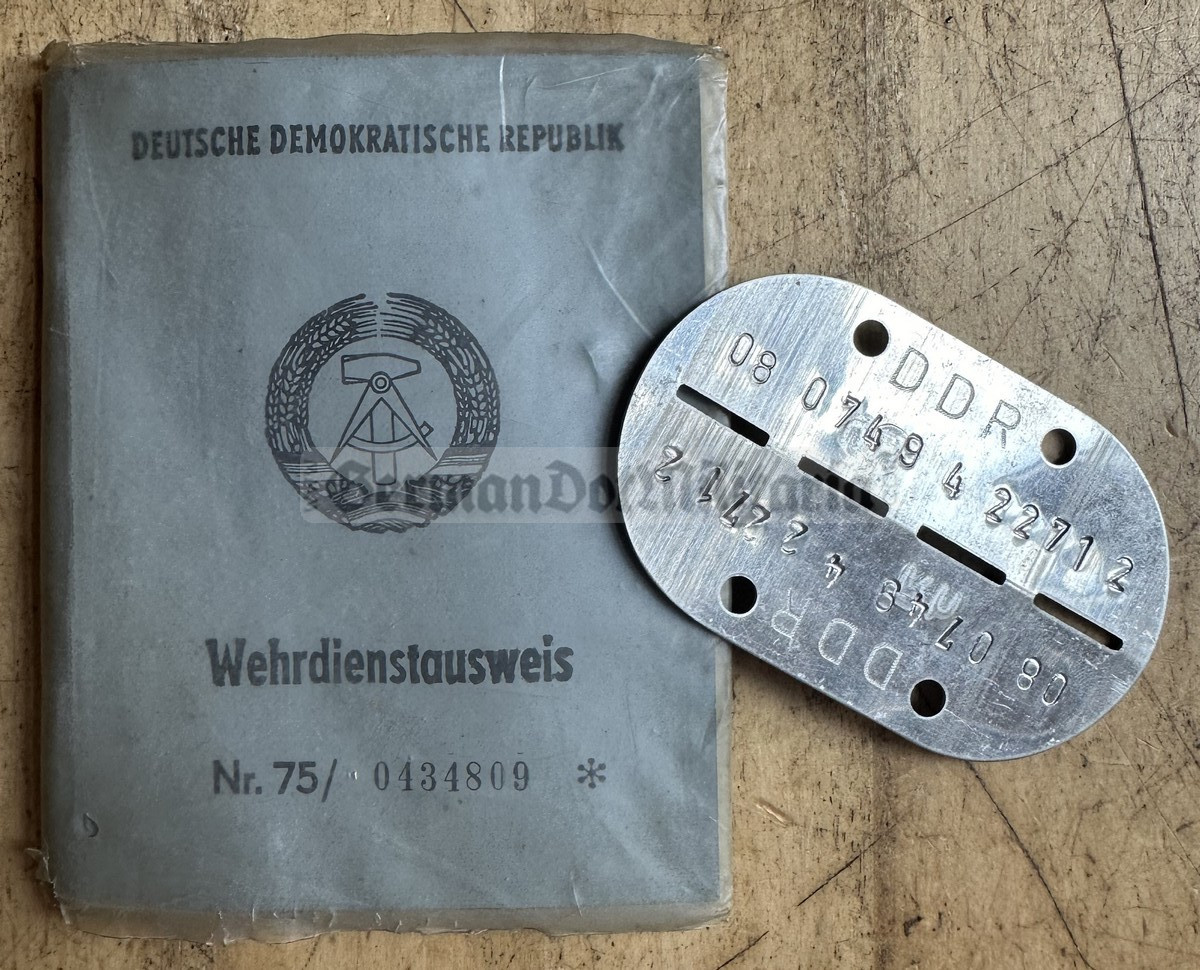 DEUTSCHE DEMOKRATISCHE REPUBLIK
Wehrdienstausweis
Nr. 75/ 0434809 *
DDR
08 0749 4 22712
08 0749 4 22712
DDR